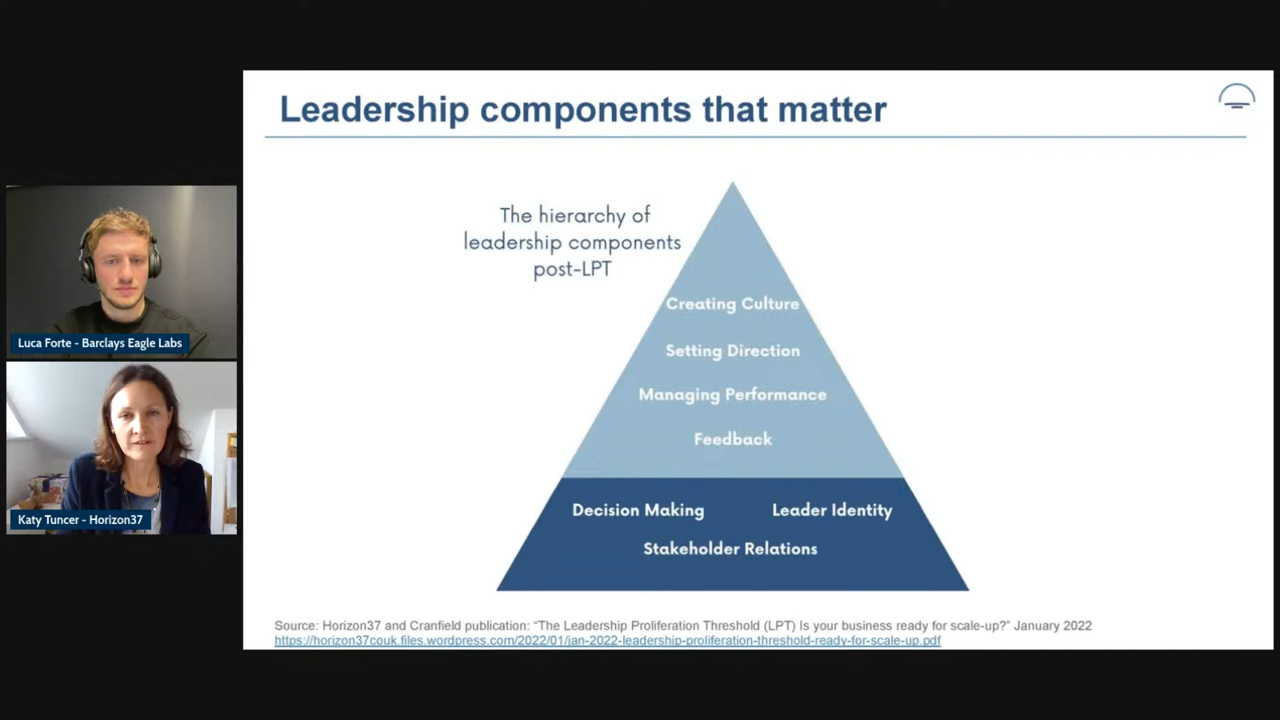 Leadership components that matter
The hierarchy of
leadership components
post-LPT
Creating Culture
Setting Direction
Managing Performance
Feedback
Decision Making
Leader Identity
Stakeholder Relations
Source: Horizon37 and Cranfield publication: “The Leadership Proliferation Threshold (LPT) Is your business ready for scale-up?” January 2022
https://horizon37couk.files.wordpress.com/2022/01/jan-2022-leadership-proliferation-threshold-ready-for-scale-up.pdf
Luca Forte - Barclays Eagle Labs
Katy Tuncer - Horizon37